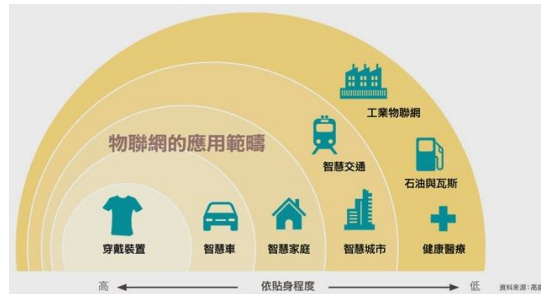 工業物聯網
物聯網的應用範疇
智慧交通
石油與瓦斯
穿戴裝置
智慧車
智慧家庭
智慧城市
健康醫療
高
依貼身程度
低
資料來源：高